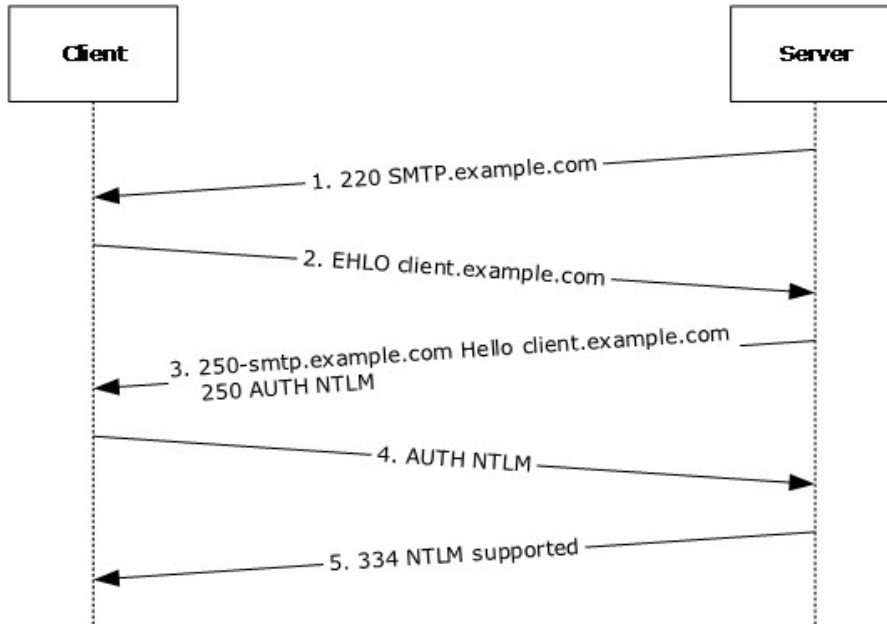 Client
Server
1. 220 SMTP.example.com
2. EHLO client.example.com
3. 250-smtp.example.com Hello client.example.com
250 AUTH NTLM
4. AUTH NTLM
5. 334 NTLM supported